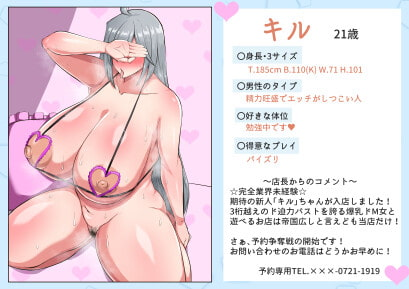 キル 21歳
〇身長・3サイズ
T.185cm B.110(K) W.71 H.101
〇男性のタイプ
精力旺盛でエッチがしつこい人
〇好きな体位
勉強中です♥
〇得意なプレイ
パイズリ
～店長からのコメント～
☆完全業界未経験☆
期待の新人「キル」ちゃんが入店しました！
3桁越えのド迫力バストを誇る爆乳ドM女と
遊べるお店は帝国広しと言えども当店だけ！
さぁ、予約争奪戦の開始です！
お問い合わせのお電話はどうかお早めに！
予約専用TEL.×××-0721-1919